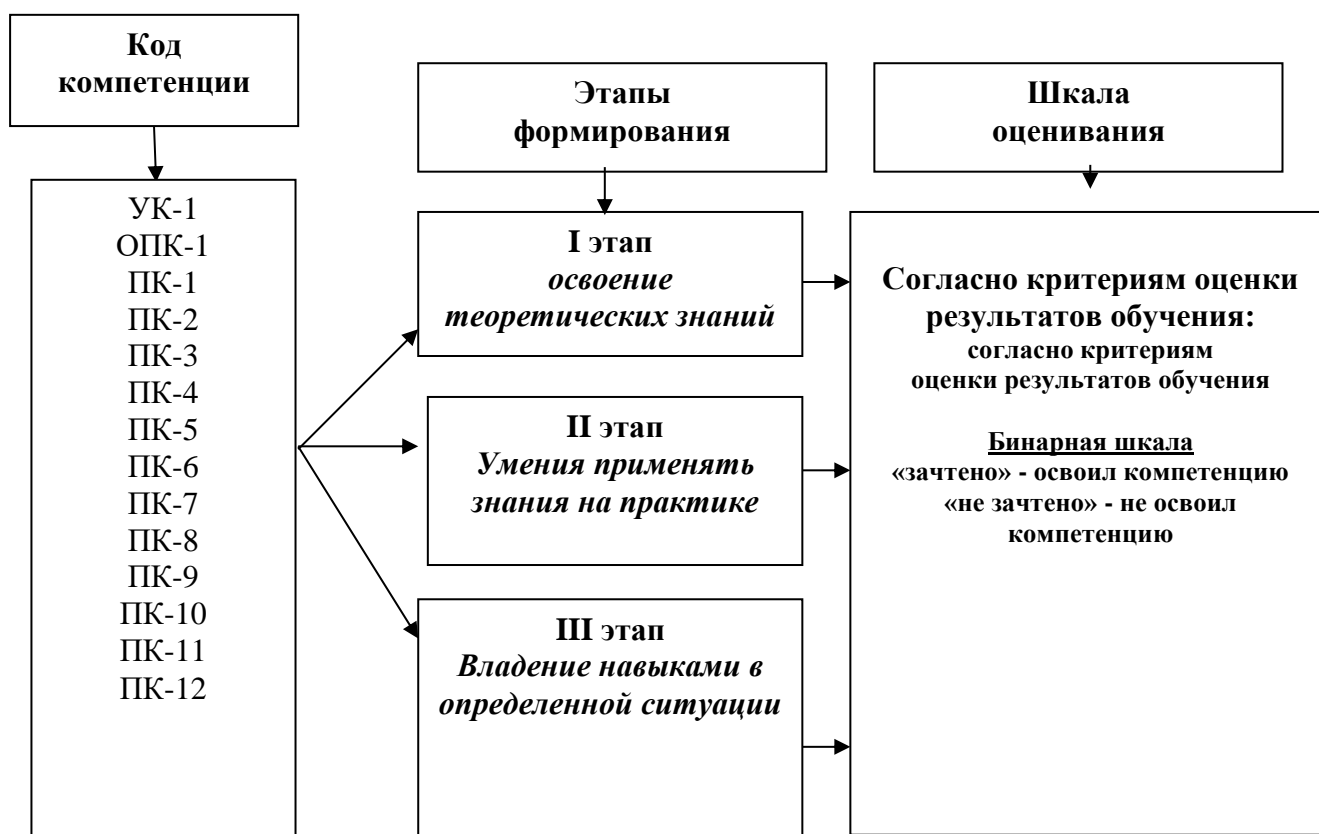 Код
компетенции
Этапы
формирования
Шкала
оценивания
УК-1
ОПК-1
ПК-1
ПК-2
ПК-3
ПК-4
ПК-5
ПК-6
ПК-7
ПК-8
ПК-9
ПК-10
ПК-11
ПК-12
I этап
освоение
теоретических знаний
II этап
Умения применять
знания на практике
III этап
Владение навыками в
определенной ситуации
Согласно критериям оценки
результатов обучения:
согласно критериям
оценки результатов обучения
Бинарная шкала
«зачтено» - освоил компетенцию
«не зачтено» - не освоил
компетенцию